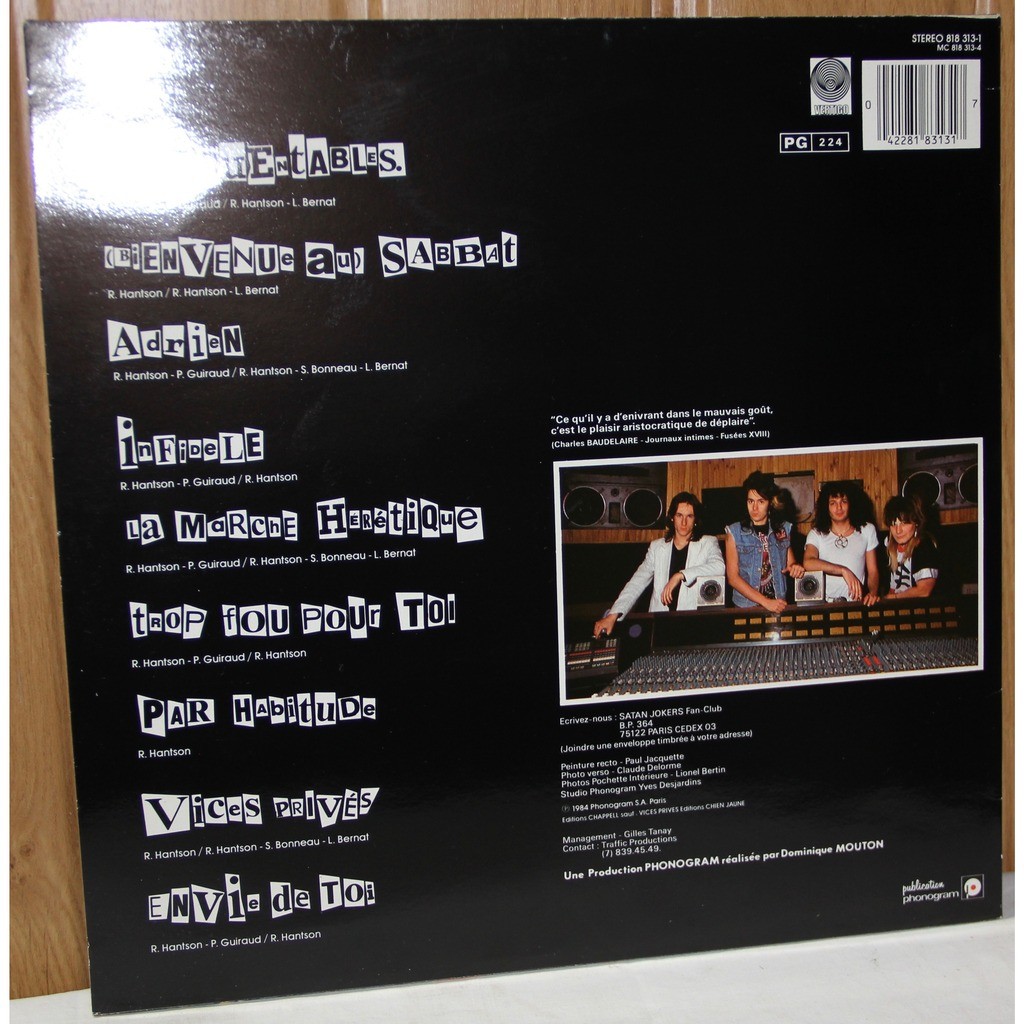 STEREO 818 313-1
MC 818 313-4
VERTIGO
0 42281 83131 7
PG 224
/ R. Hantson - L. Bernat
(BiENVENUe au) SABBAt
R. Hantson / R. Hantson - L. Bernat
AdrieN
R. Hantson - P. Guiraud / R. Hantson - S. Bonneau - L. Bernat
inFideLE
R. Hantson - P. Guiraud / R. Hantson
La MarcHE HéRéTiQue
R. Hantson - P. Guiraud / R. Hantson - S. Bonneau - L. Bernat
tROP fOU POUr TOI
R. Hantson - P. Guiraud / R. Hantson
PAR HabiTUDe
R. Hantson
Vices PRIVÉS
R. Hantson / R. Hantson - S. Bonneau - L. Bernat
ENVie de TOi
R. Hantson - P. Guiraud / R. Hantson
"Ce qu'il y a d'enivrant dans le mauvais goût,
c'est le plaisir aristocratique de déplaire".
(Charles BAUDELAIRE - Journaux intimes - Fusées XVIII)
Ecrivez-nous : SATAN JOKERS Fan-Club
B.P. 364
75122 PARIS CEDEX 03
(Joindre une enveloppe timbrée à votre adresse)
Peinture recto - Paul Jacquette
Photo verso - Claude Delorme
Photos Pochette Intérieure - Lionel Bertin
Studio Phonogram Yves Desjardins
℗ 1984 Phonogram S.A. Paris
Editions CHAPPELL sauf : VICES PRIVES Editions CHIEN JAUNE
Management - Gilles Tanay
Contact : Traffic Productions
(7) 839.45.49.
Une Production PHONOGRAM réalisée par Dominique MOUTON
publication
phonogram